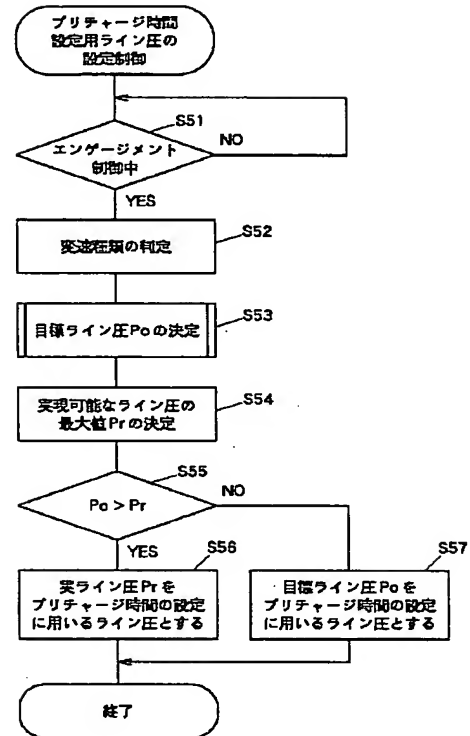 プリチャージ時間
設定用ライン圧の
設定制御
S51
エンゲージメント
制御中
NO
YES
S52
変速種類の判定
S53
目標ライン圧Poの決定
S54
実現可能なライン圧の
最大値Prの決定
S55
Po > Pr
NO
YES
S56
実ライン圧Prを
プリチャージ時間の設定
に用いるライン圧とする
S57
目標ライン圧Poを
プリチャージ時間の設定
に用いるライン圧とする
終了